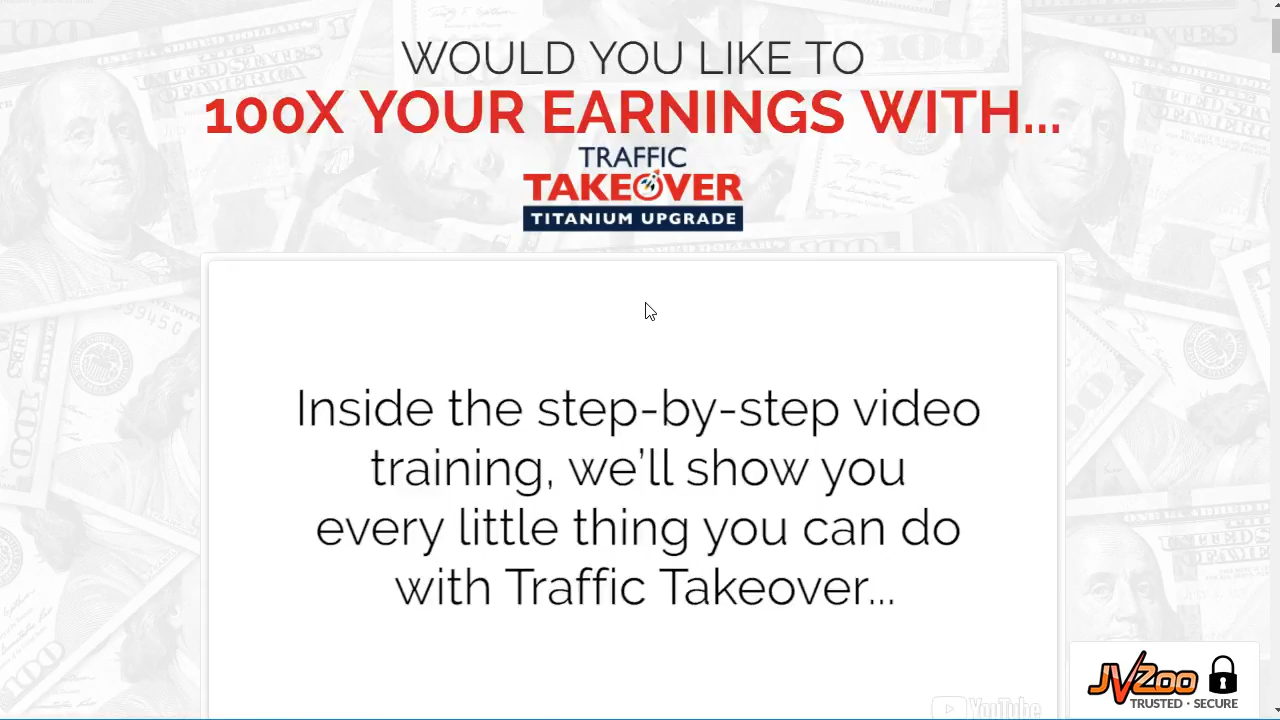 WOULD YOU LIKE TO
100X YOUR EARNINGS WITH...
TRAFFIC
TAKEOVER
TITANIUM UPGRADE
Inside the step-by-step video
training, we'll show you
every little thing you can do
with Traffic Takeover...
YouTube
JVZoo
TRUSTED · SECURE